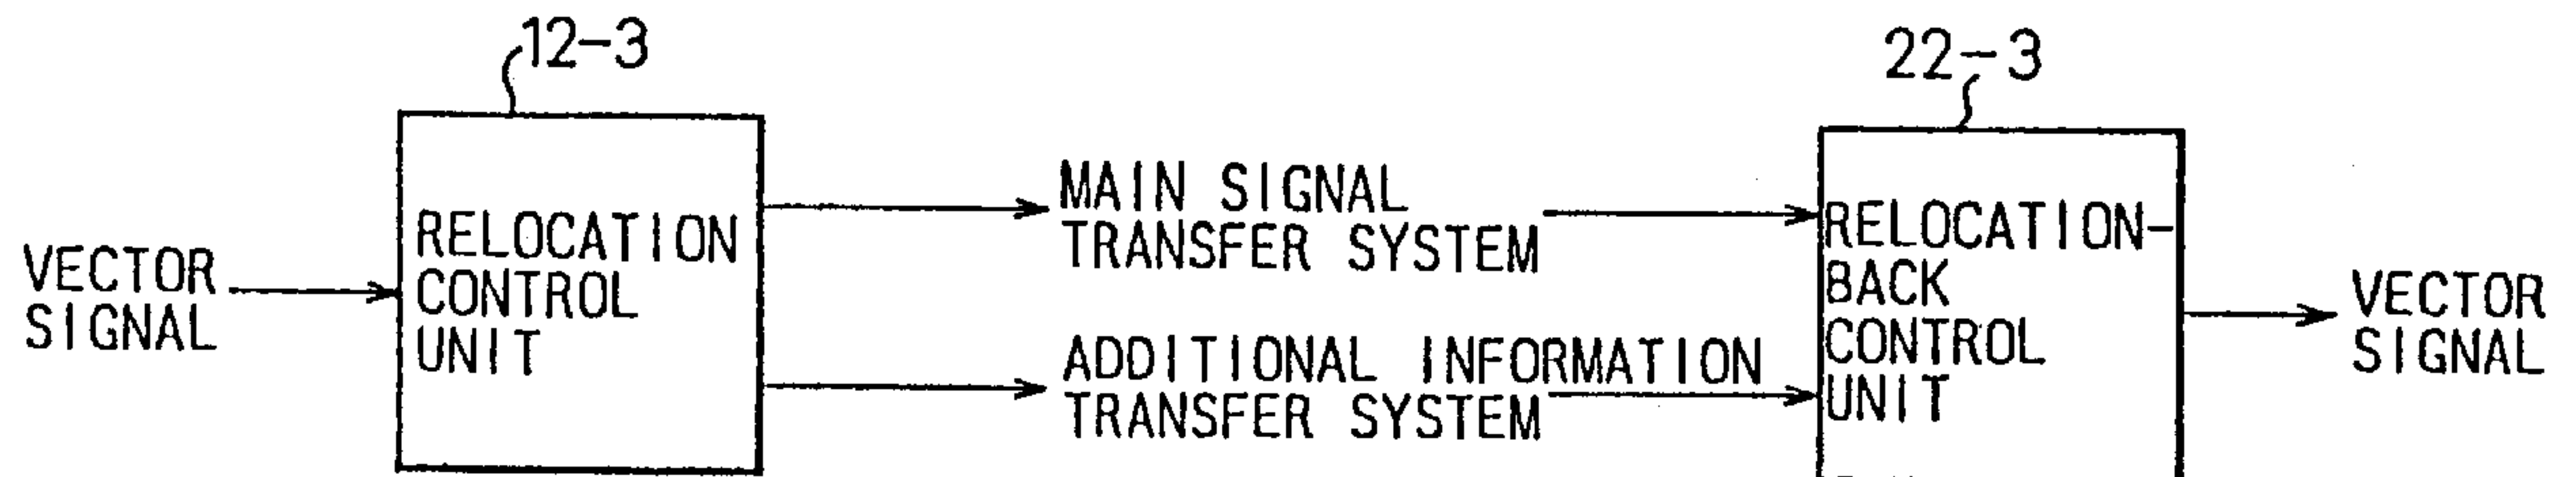 12-3
22-3
VECTOR
SIGNAL
RELOCATION
CONTROL
UNIT
MAIN SIGNAL
TRANSFER SYSTEM
ADDITIONAL INFORMATION
TRANSFER SYSTEM
RELOCATION-
BACK
CONTROL
UNIT
VECTOR
SIGNAL